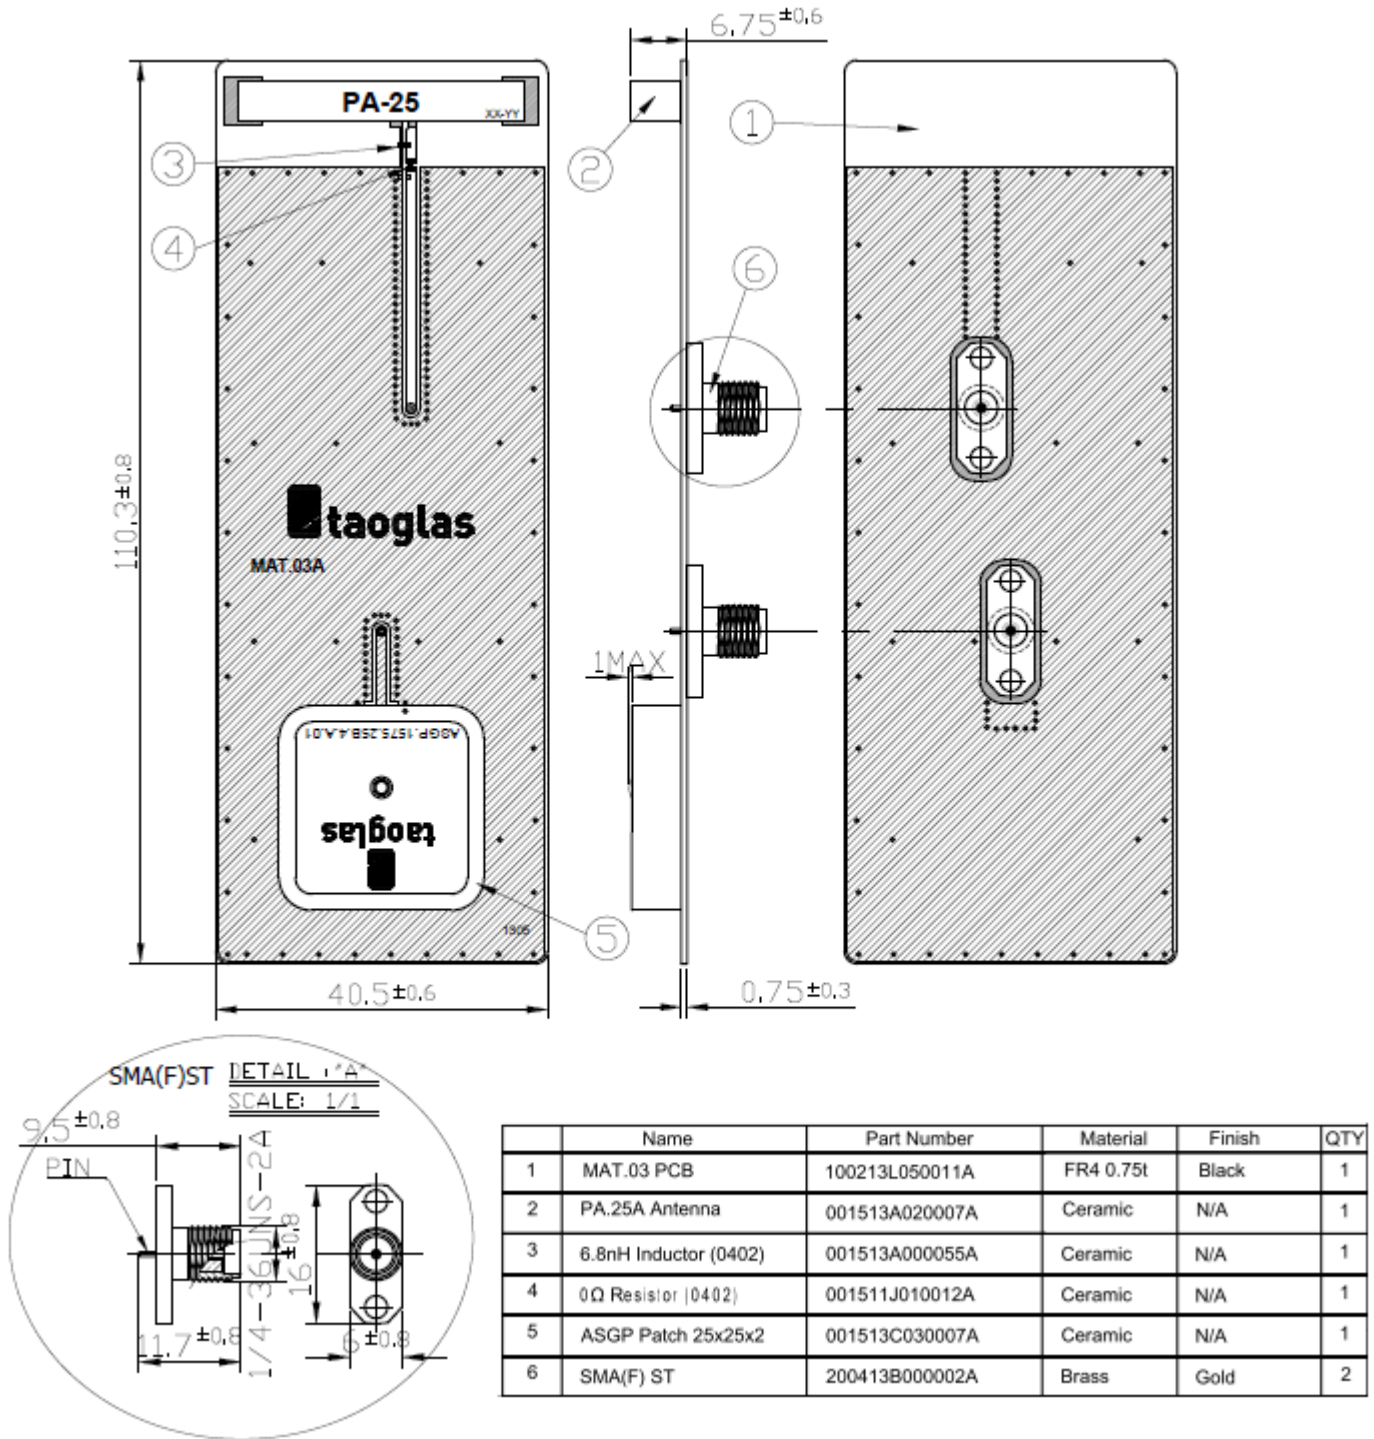 6.75±0.6
PA-25
XX-YY
1
3
2
4
6
110.3±0.8
taoglas
MAT.03A
1MAX
ASGP.1575.25B.4.A.01
taoglas
1305
5
40.5±0.6
0.75±0.3
SMA(F)ST DETAIL :"A"
SCALE: 1/1
9.5±0.8
PIN
1/4-36UNS-2A
16±0.8
11.7±0.8
6±0.8
Name Part Number Material Finish QTY
1 MAT.03 PCB 100213L050011A FR4 0.75t Black 1
2 PA.25A Antenna 001513A020007A Ceramic N/A 1
3 6.8nH Inductor (0402) 001513A000055A Ceramic N/A 1
4 0Ω Resistor (0402) 001511J010012A Ceramic N/A 1
5 ASGP Patch 25x25x2 001513C030007A Ceramic N/A 1
6 SMA(F) ST 200413B000002A Brass Gold 2